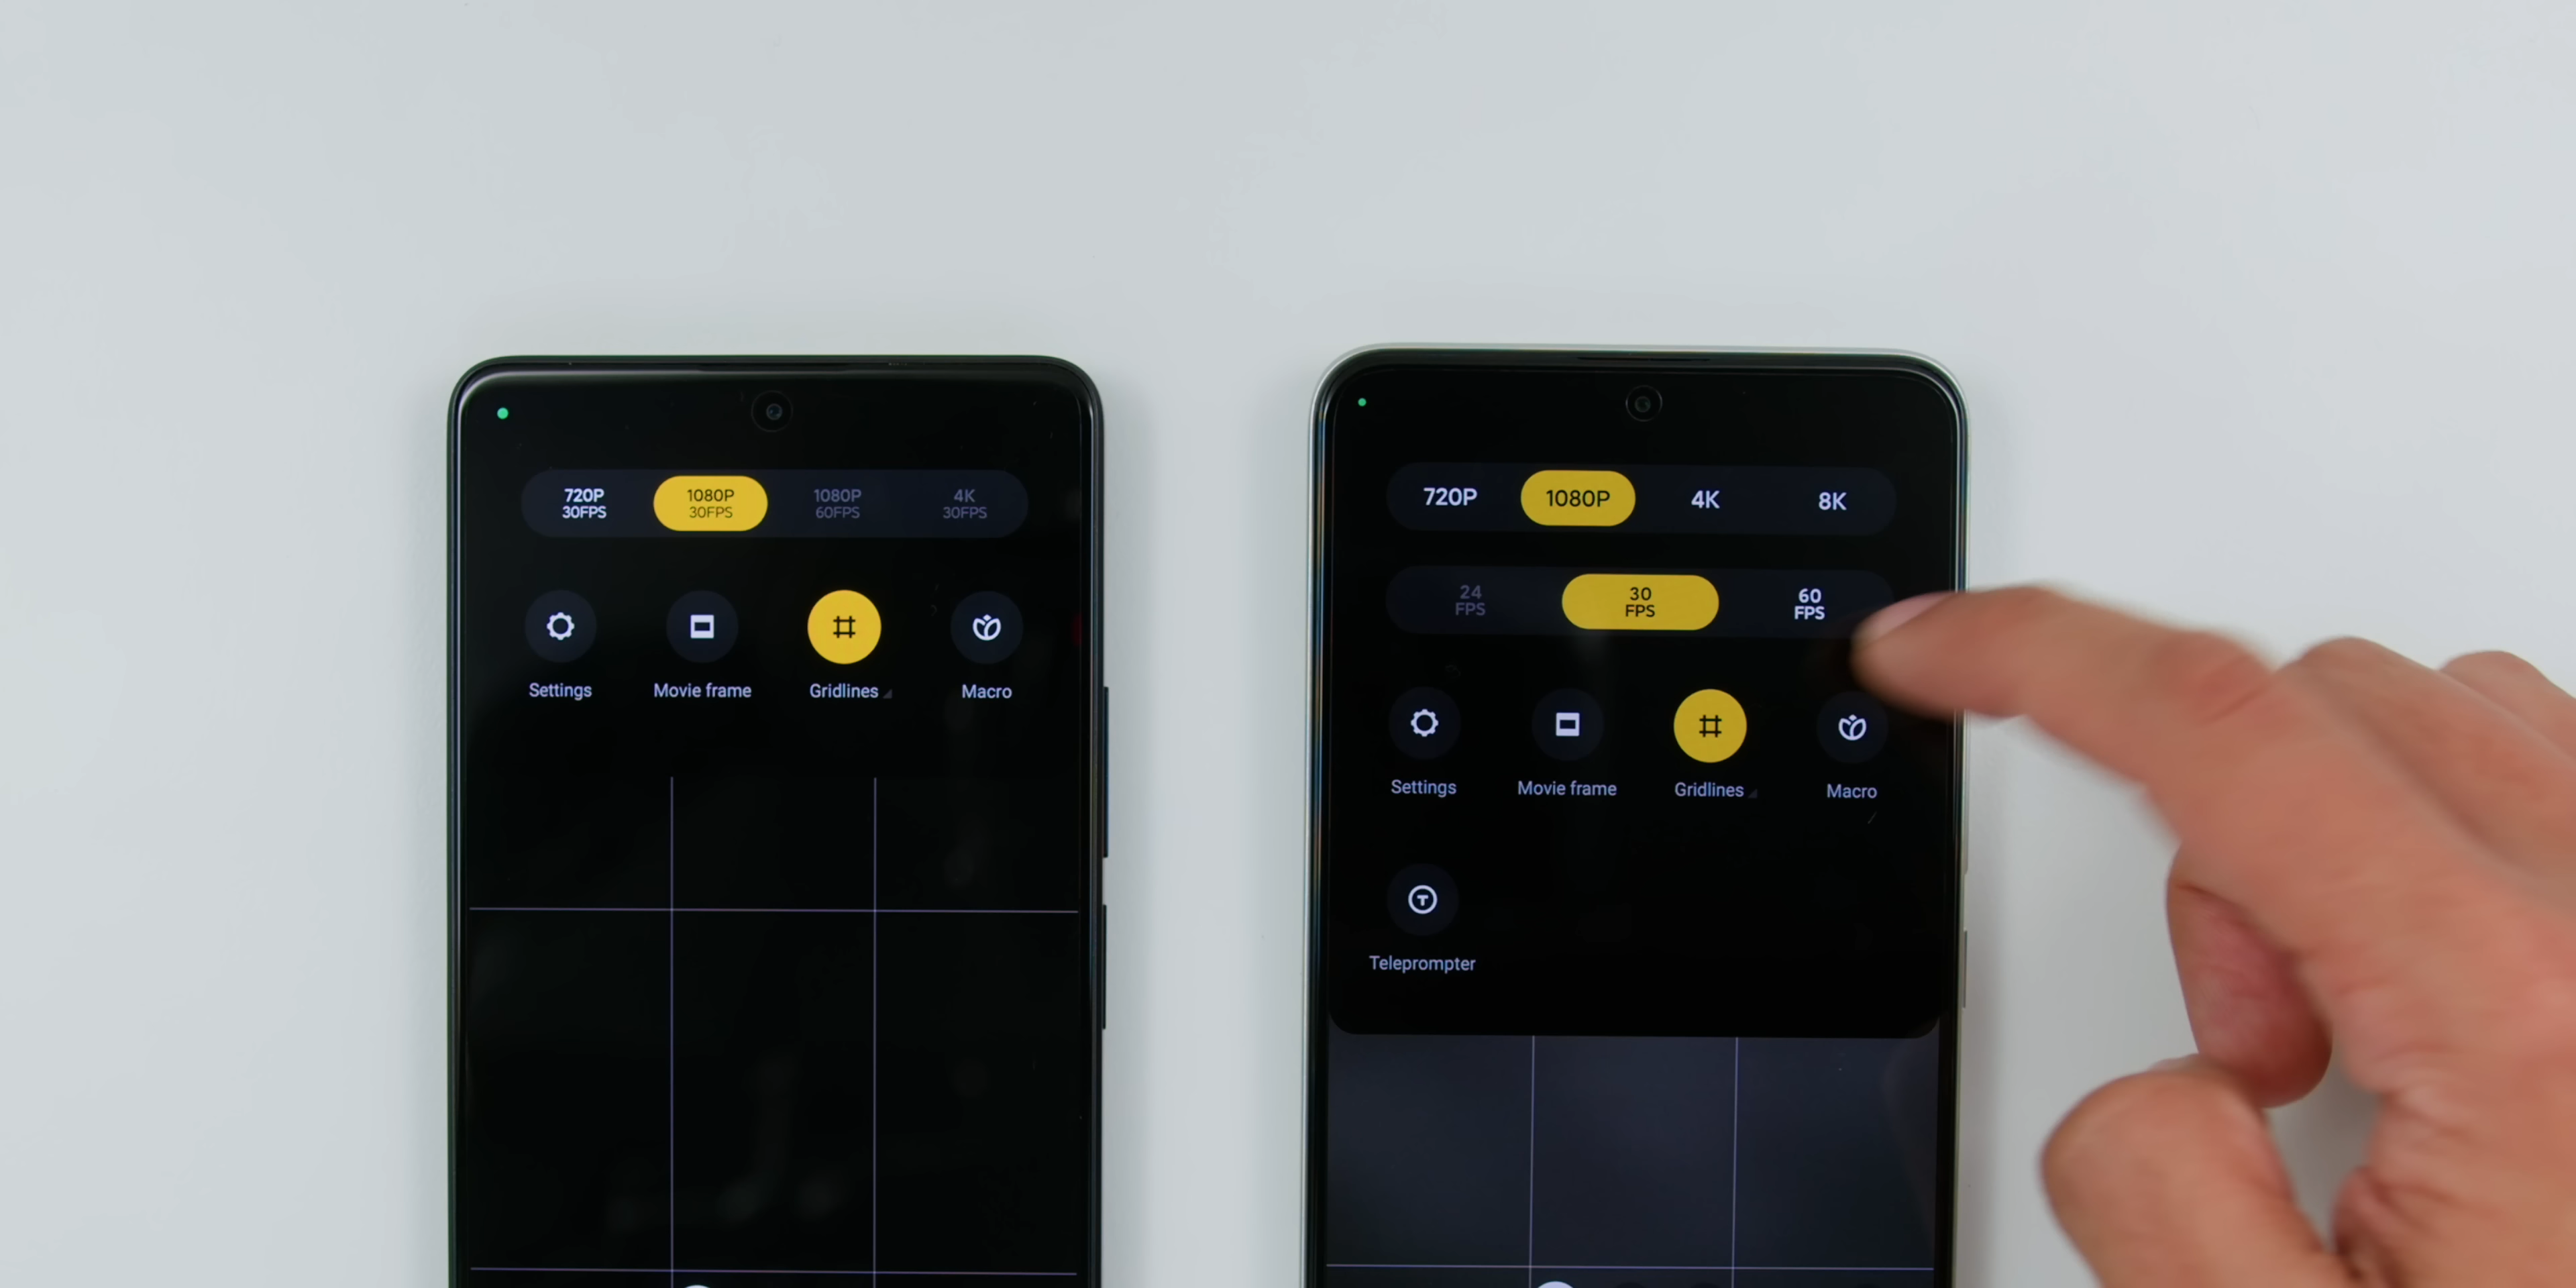 720P 1080P 1080P 4K
30FPS 30FPS 60FPS 30FPS
Settings Movie frame Gridlines Macro
720P 1080P 4K 8K
24 30 60
FPS FPS FPS
Settings Movie frame Gridlines Macro
T
Teleprompter